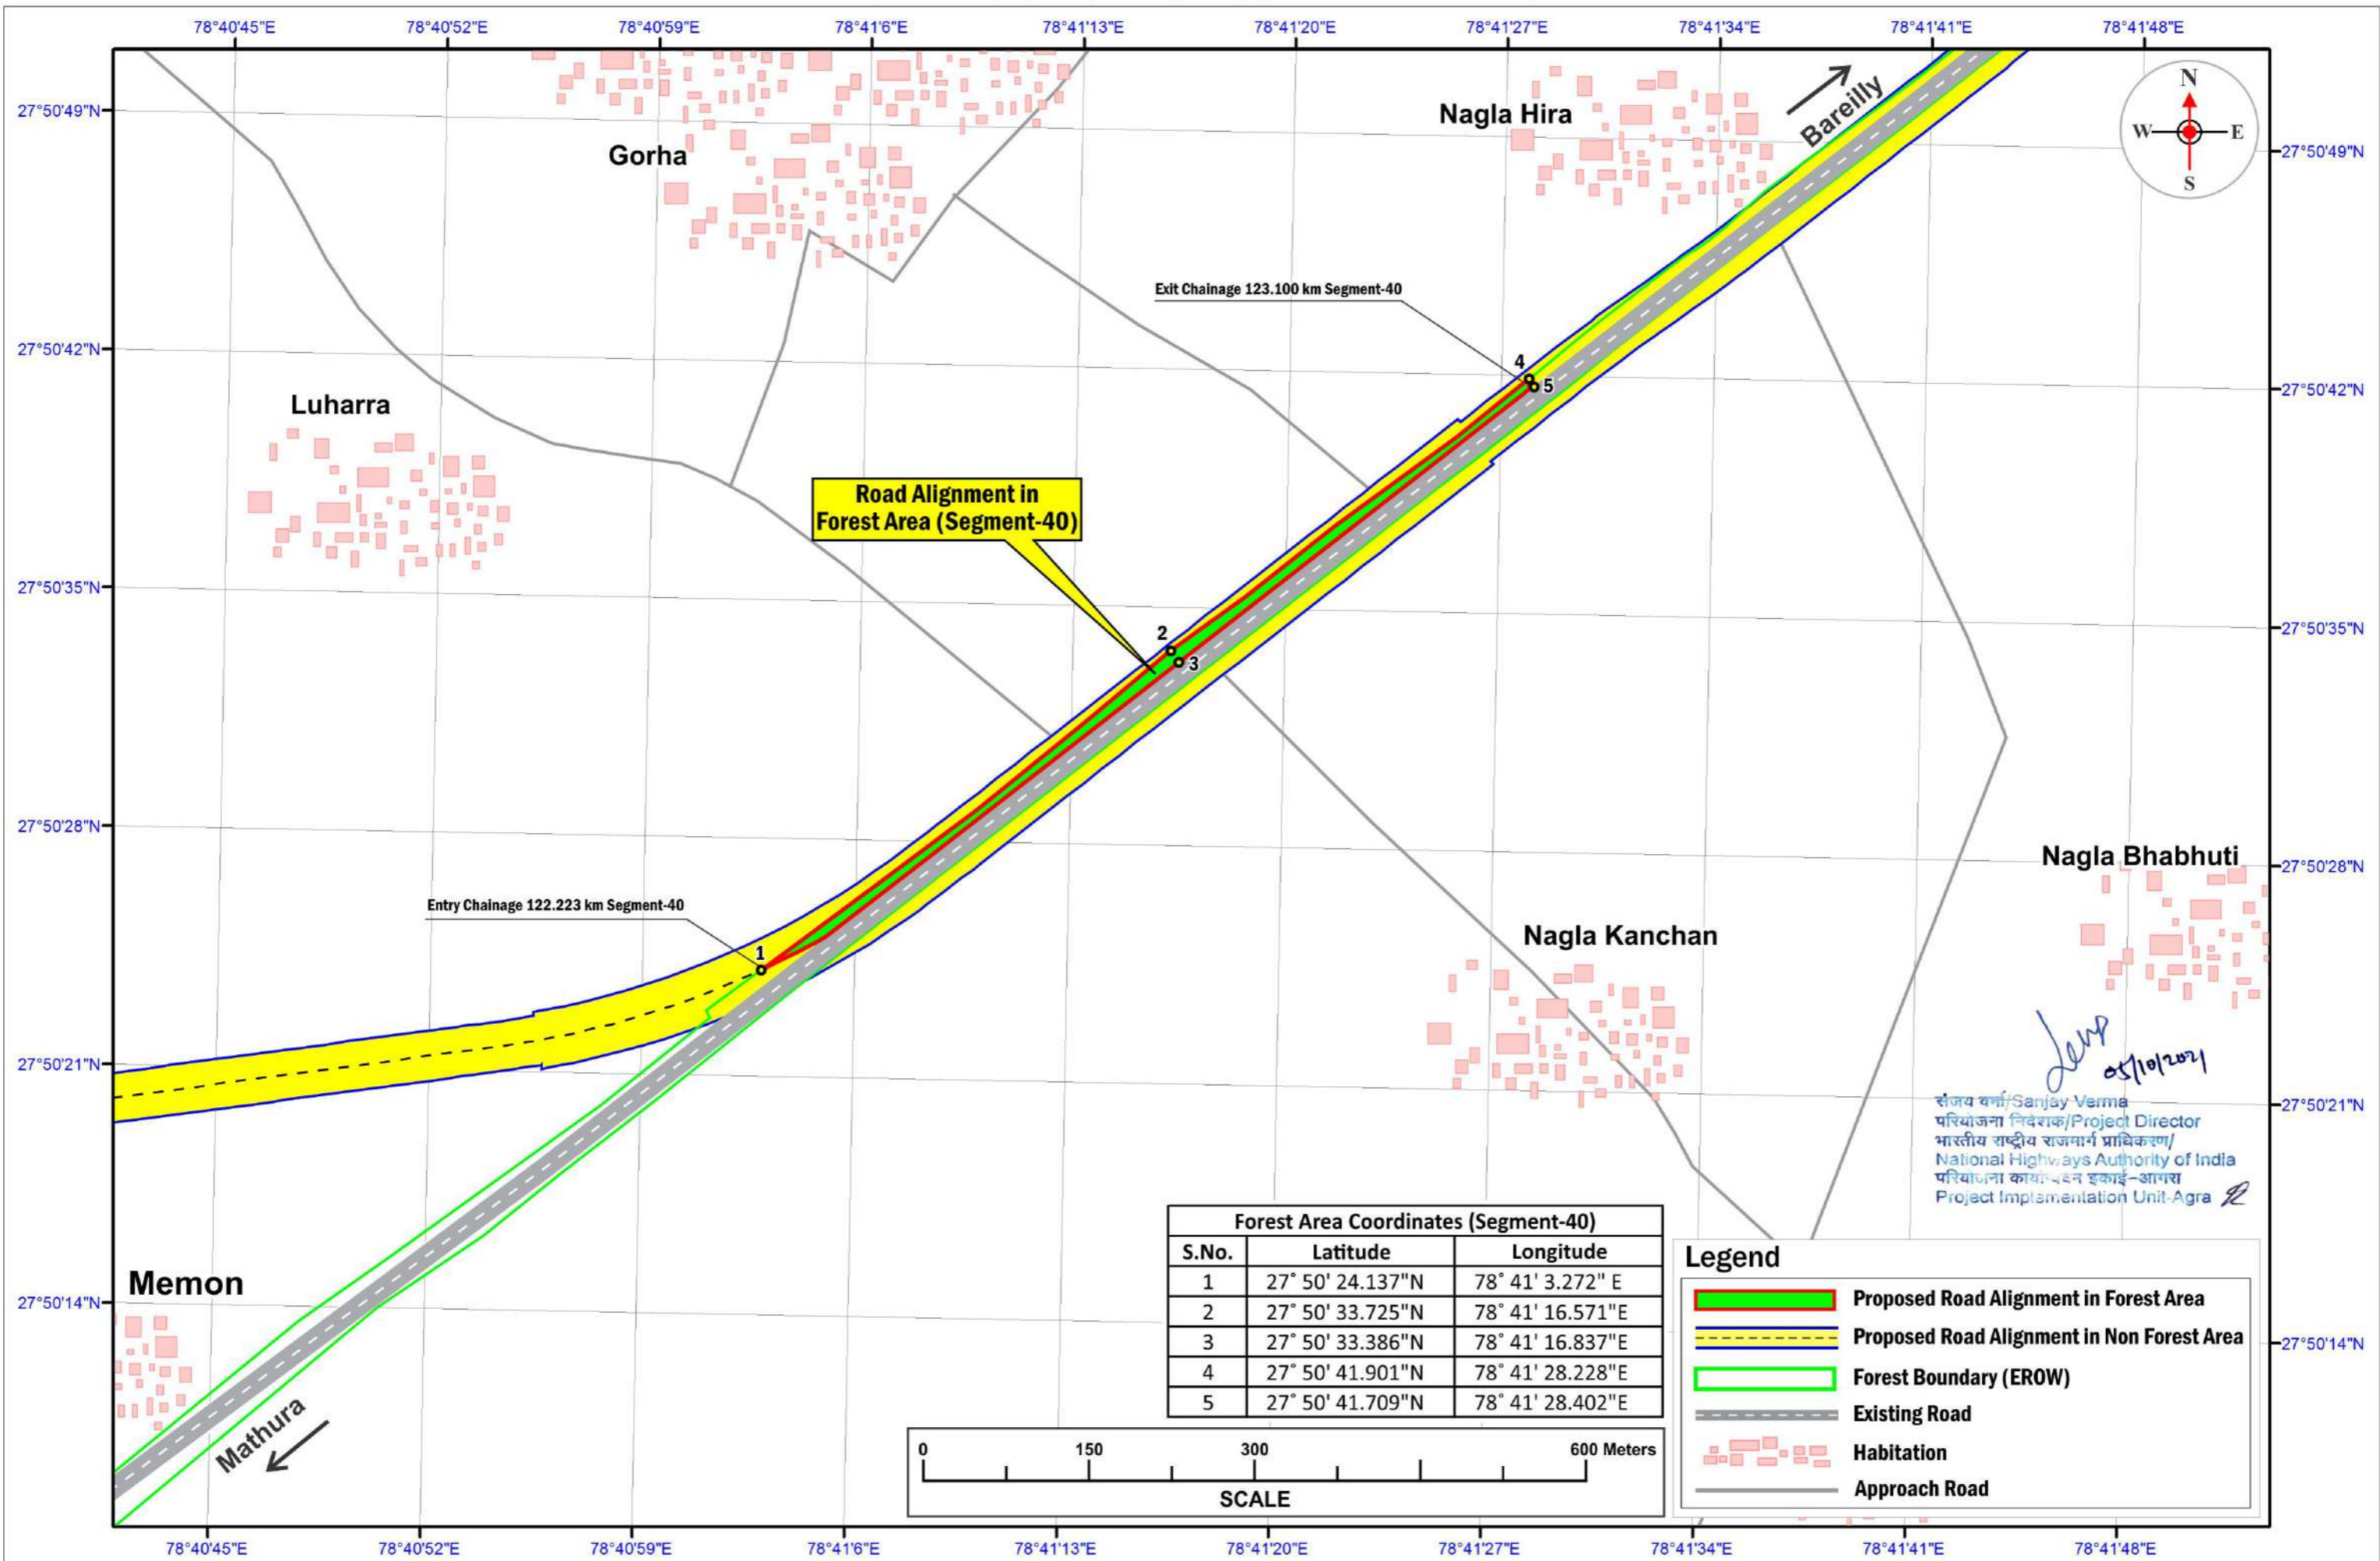 78°40'45"E 78°40'52"E 78°40'59"E 78°41'6"E 78°41'13"E 78°41'20"E 78°41'27"E 78°41'34"E 78°41'41"E 78°41'48"E
27°50'49"N
27°50'42"N
27°50'35"N
27°50'28"N
27°50'21"N
27°50'14"N
27°50'49"N
27°50'42"N
27°50'35"N
27°50'28"N
27°50'21"N
27°50'14"N
N
W E
S
Bareilly
Nagla Hira
Gorha
Exit Chainage 123.100 km Segment-40
4
5
Luharra
Road Alignment in
Forest Area (Segment-40)
2
3
Nagla Bhabhuti
Entry Chainage 122.223 km Segment-40
1
Nagla Kanchan
05/10/2021
संजय वर्मा/Sanjay Verma
परियोजना निदेशक/Project Director
भारतीय राष्ट्रीय राजमार्ग प्राधिकरण/
National Highways Authority of India
परियोजना इकाई-आगरा
Project Implementation Unit-Agra
Memon
Mathura
Forest Area Coordinates (Segment-40)
S.No. Latitude Longitude
1 27° 50' 24.137"N 78° 41' 3.272" E
2 27° 50' 33.725"N 78° 41' 16.571"E
3 27° 50' 33.386"N 78° 41' 16.837"E
4 27° 50' 41.901"N 78° 41' 28.228"E
5 27° 50' 41.709"N 78° 41' 28.402"E
0 150 300 600 Meters
SCALE
Legend
Proposed Road Alignment in Forest Area
Proposed Road Alignment in Non Forest Area
Forest Boundary (EROW)
Existing Road
Habitation
Approach Road
78°40'45"E 78°40'52"E 78°40'59"E 78°41'6"E 78°41'13"E 78°41'20"E 78°41'27"E 78°41'34"E 78°41'41"E 78°41'48"E